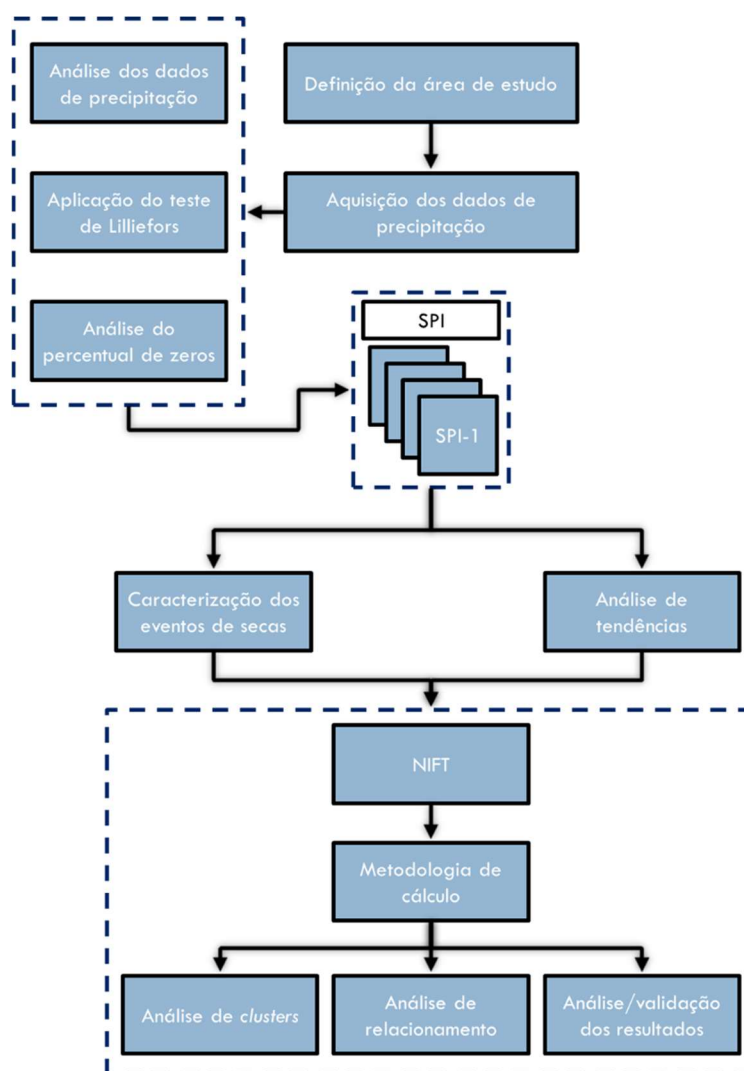 Análise dos dados
de precipitação
Definição da área de estudo
Aplicação do teste
de Lilliefors
Aquisição dos dados de
precipitação
Análise do
percentual de zeros
SPI
SPI-1
Caracterização dos
eventos de secas
Análise de
tendências
NIFT
Metodologia de
cálculo
Análise de clusters
Análise de
relacionamento
Análise/validação
dos resultados